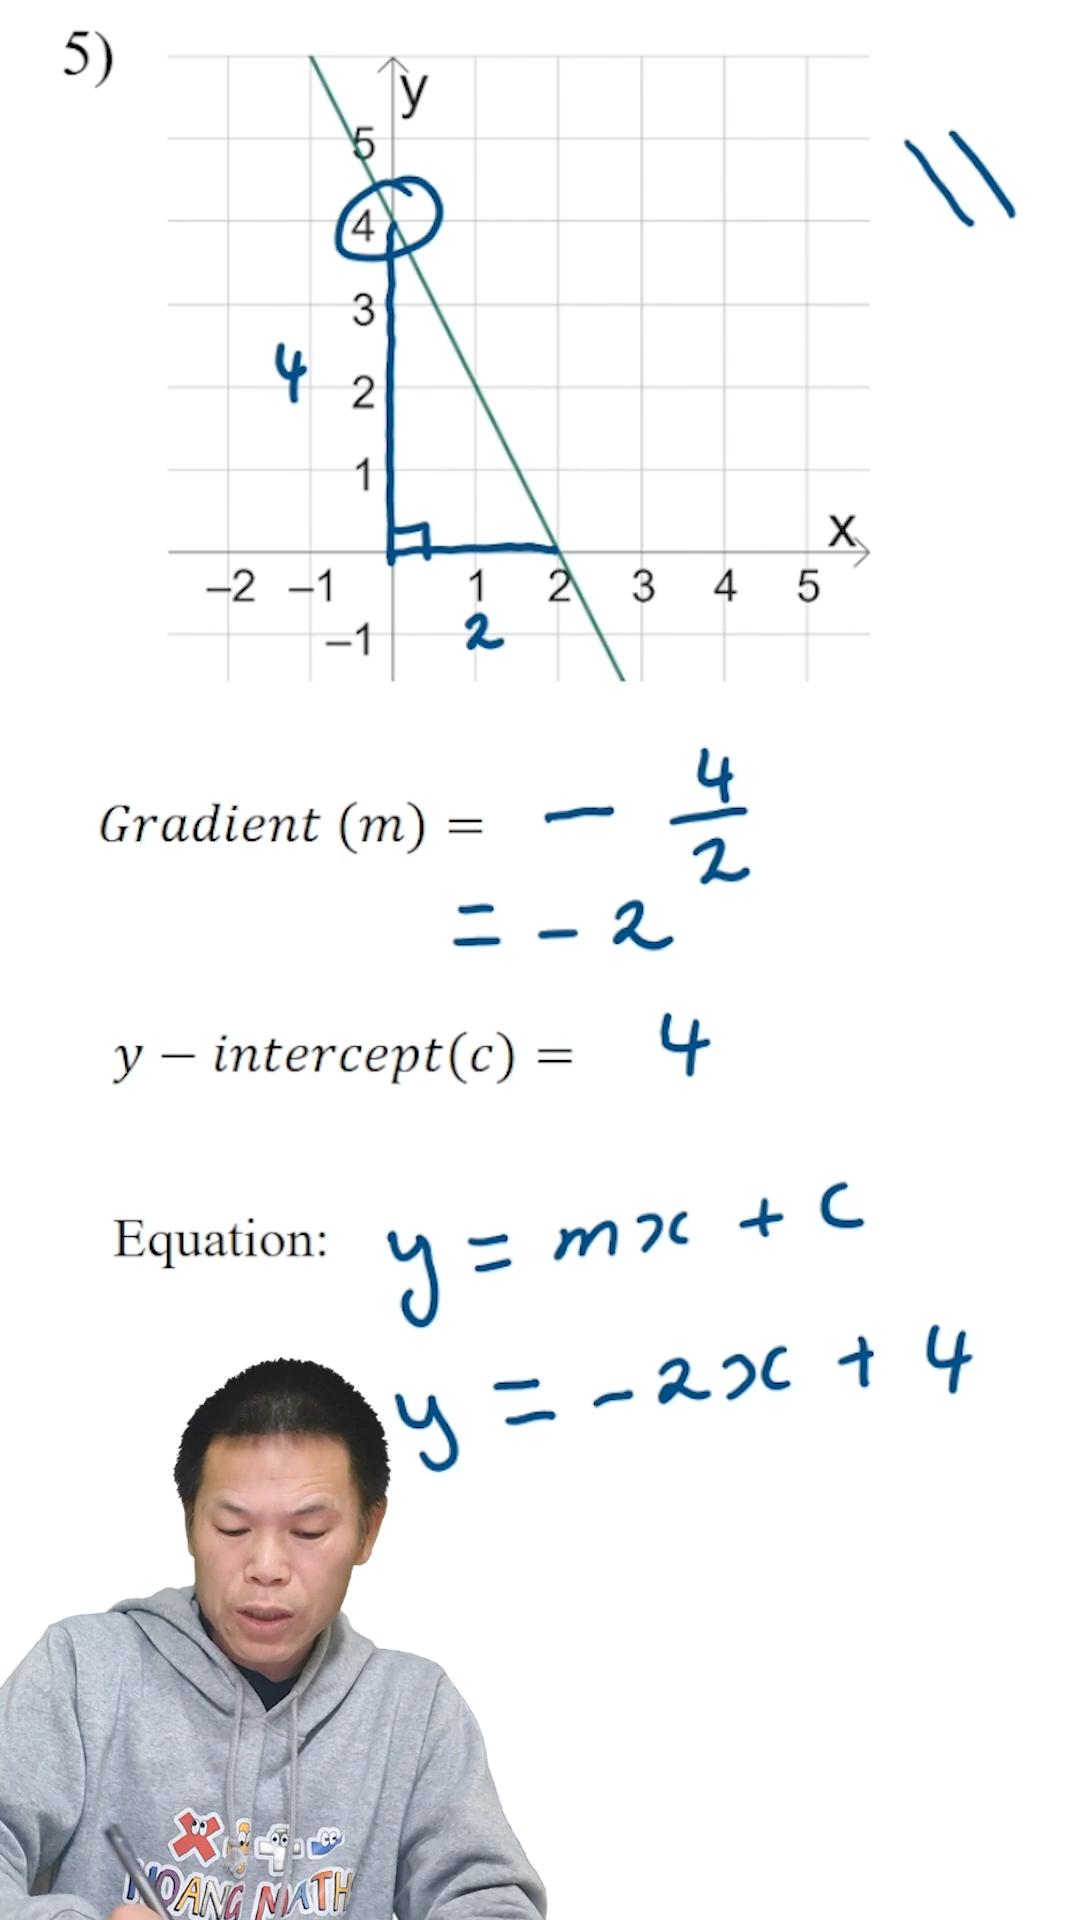 5)
y
5
4
3
4
2
1
x
–2 –1 1 2 3 4 5
–1
2
Gradient (m) = − 4/2
= − 2
y − intercept(c) = 4
Equation: y = mx + c
y = −2x + 4
HOANG MATH